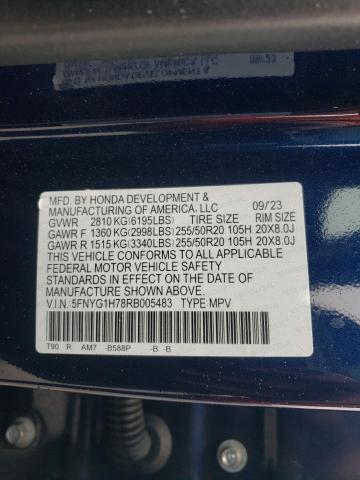 MFD. BY HONDA DEVELOPMENT &
MANUFACTURING OF AMERICA, LLC 09/'23
GVWR 2810 KG(6195LBS) TIRE SIZE RIM SIZE
GAWR F 1360 KG(2998LBS) 255/50R20 105H 20X8.0J
GAWR R 1515 KG(3340LBS) 255/50R20 105H 20X8.0J
THIS VEHICLE CONFORMS TO ALL APPLICABLE
FEDERAL MOTOR VEHICLE SAFETY
STANDARDS IN EFFECT ON THE DATE OF
MANUFACTURE SHOWN ABOVE.
V.I.N. 5FNYG1H78RB005483 TYPE MPV
T90 R AM7 -B588P -B -B